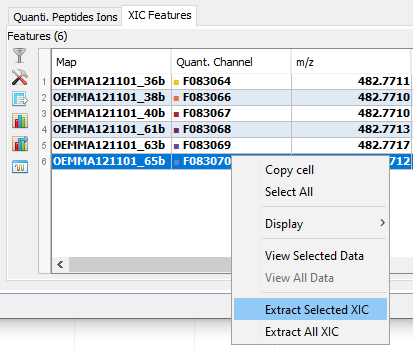 Quanti. Peptides Ions XIC Features
Features (6)
Map Quant. Channel m/z
1 OEMMA121101_36b F083064 482.7711
2 OEMMA121101_38b F083066 482.7710
3 OEMMA121101_40b F083067 482.7710
4 OEMMA121101_61b F083068 482.7713
5 OEMMA121101_63b F083069 482.7717
6 OEMMA121101_65b F083070 712
Copy cell
Select All
Display
View Selected Data
View All Data
Extract Selected XIC
Extract All XIC